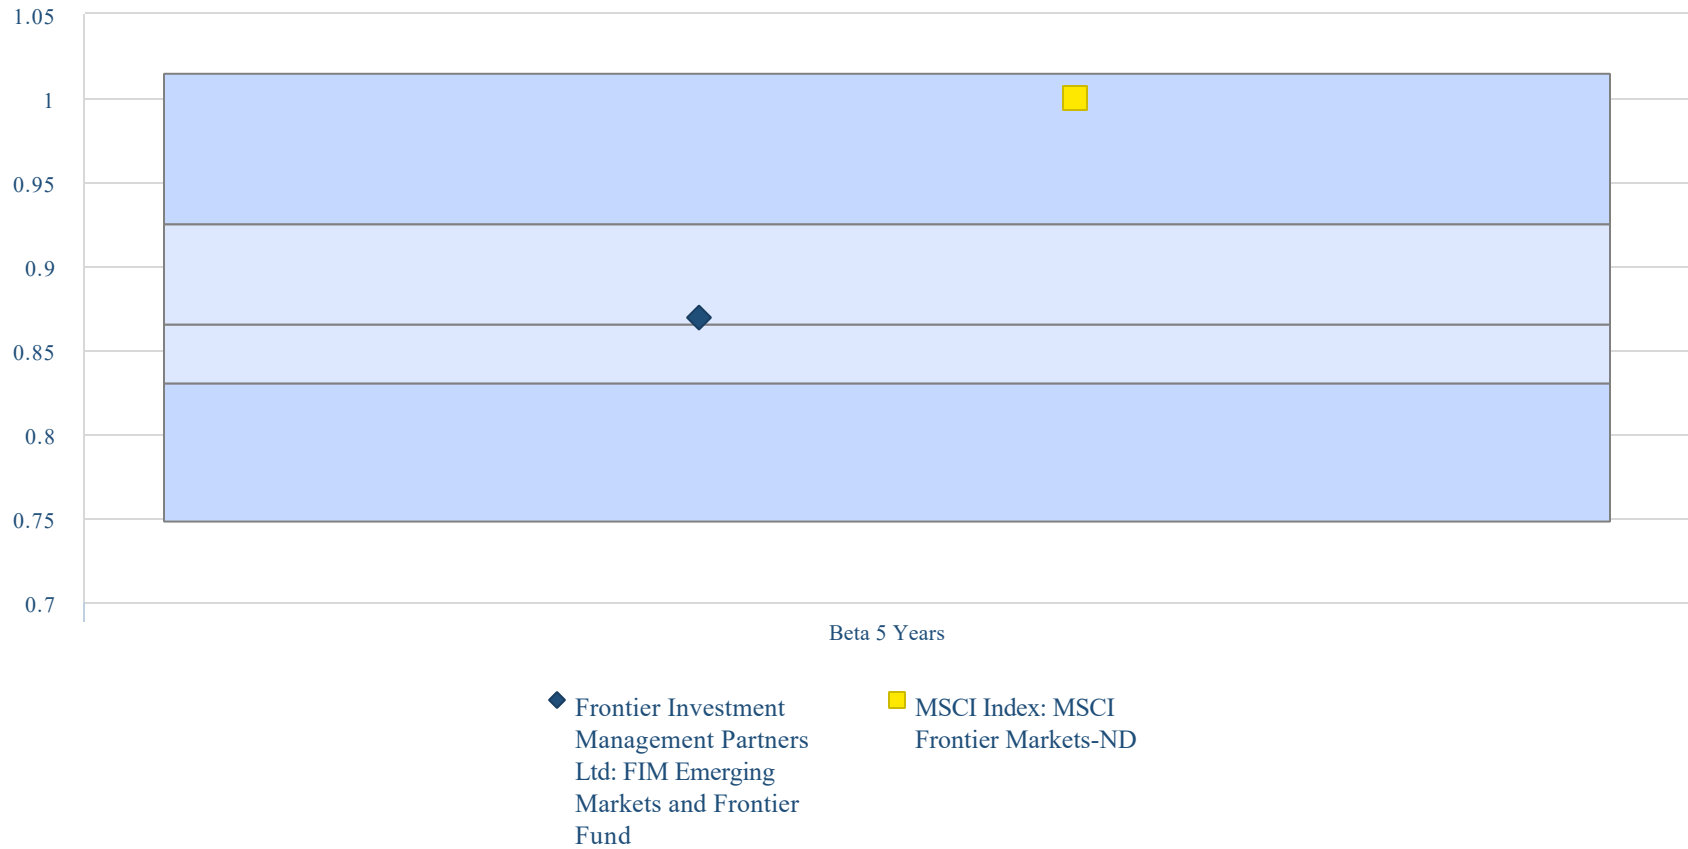 1.05
1
0.95
0.9
0.85
0.8
0.75
0.7
Beta 5 Years
Frontier Investment
Management Partners
Ltd: FIM Emerging
Markets and Frontier
Fund
MSCI Index: MSCI
Frontier Markets-ND